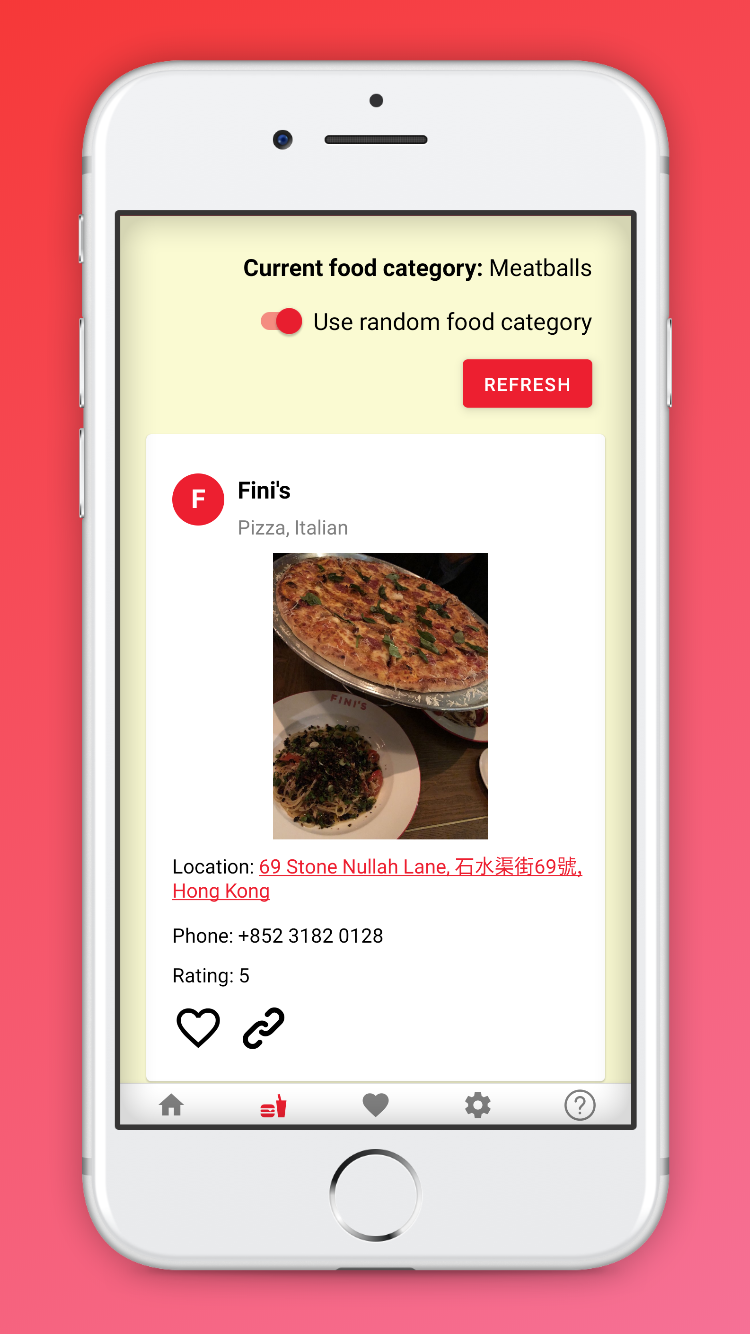 Current food category: Meatballs
Use random food category
REFRESH
F
Fini's
Pizza, Italian
FINI'S
Location: 69 Stone Nullah Lane, 石水渠街69號,
Hong Kong
Phone: +852 3182 0128
Rating: 5
?